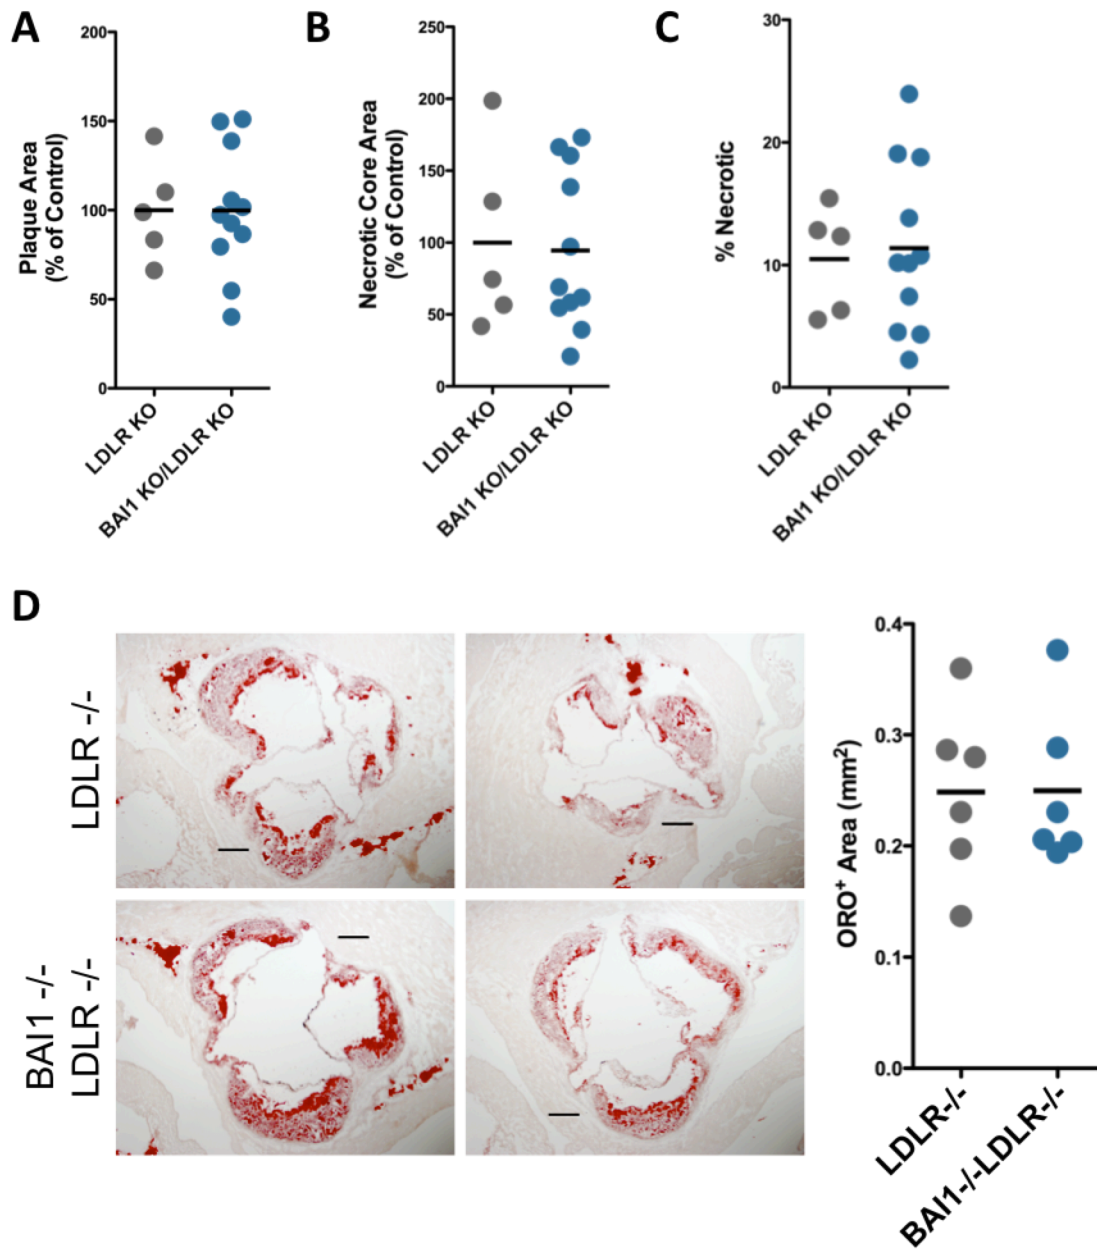 A
Plaque Area
(% of Control)
200
150
100
50
0
LDLR KO
BAI1 KO/LDLR KO
B
Necrotic Core Area
(% of Control)
250
200
150
100
50
0
LDLR KO
BAI1 KO/LDLR KO
C
% Necrotic
30
20
10
0
LDLR KO
BAI1 KO/LDLR KO
D
LDLR -/-
BAI1 -/-
LDLR -/-
ORO⁺ Area (mm²)
0.4
0.3
0.2
0.1
0.0
LDLR-/-
BAI1-/-LDLR-/-